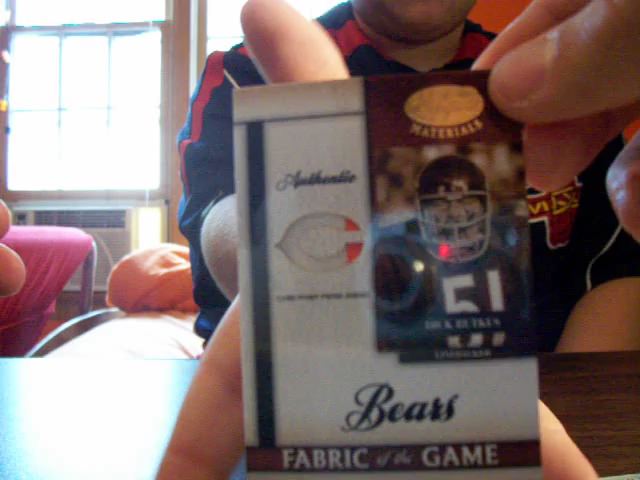 MATERIALS
Authentic
51
DICK BUTKUS
LINEBACKER
Bears
FABRIC of the GAME